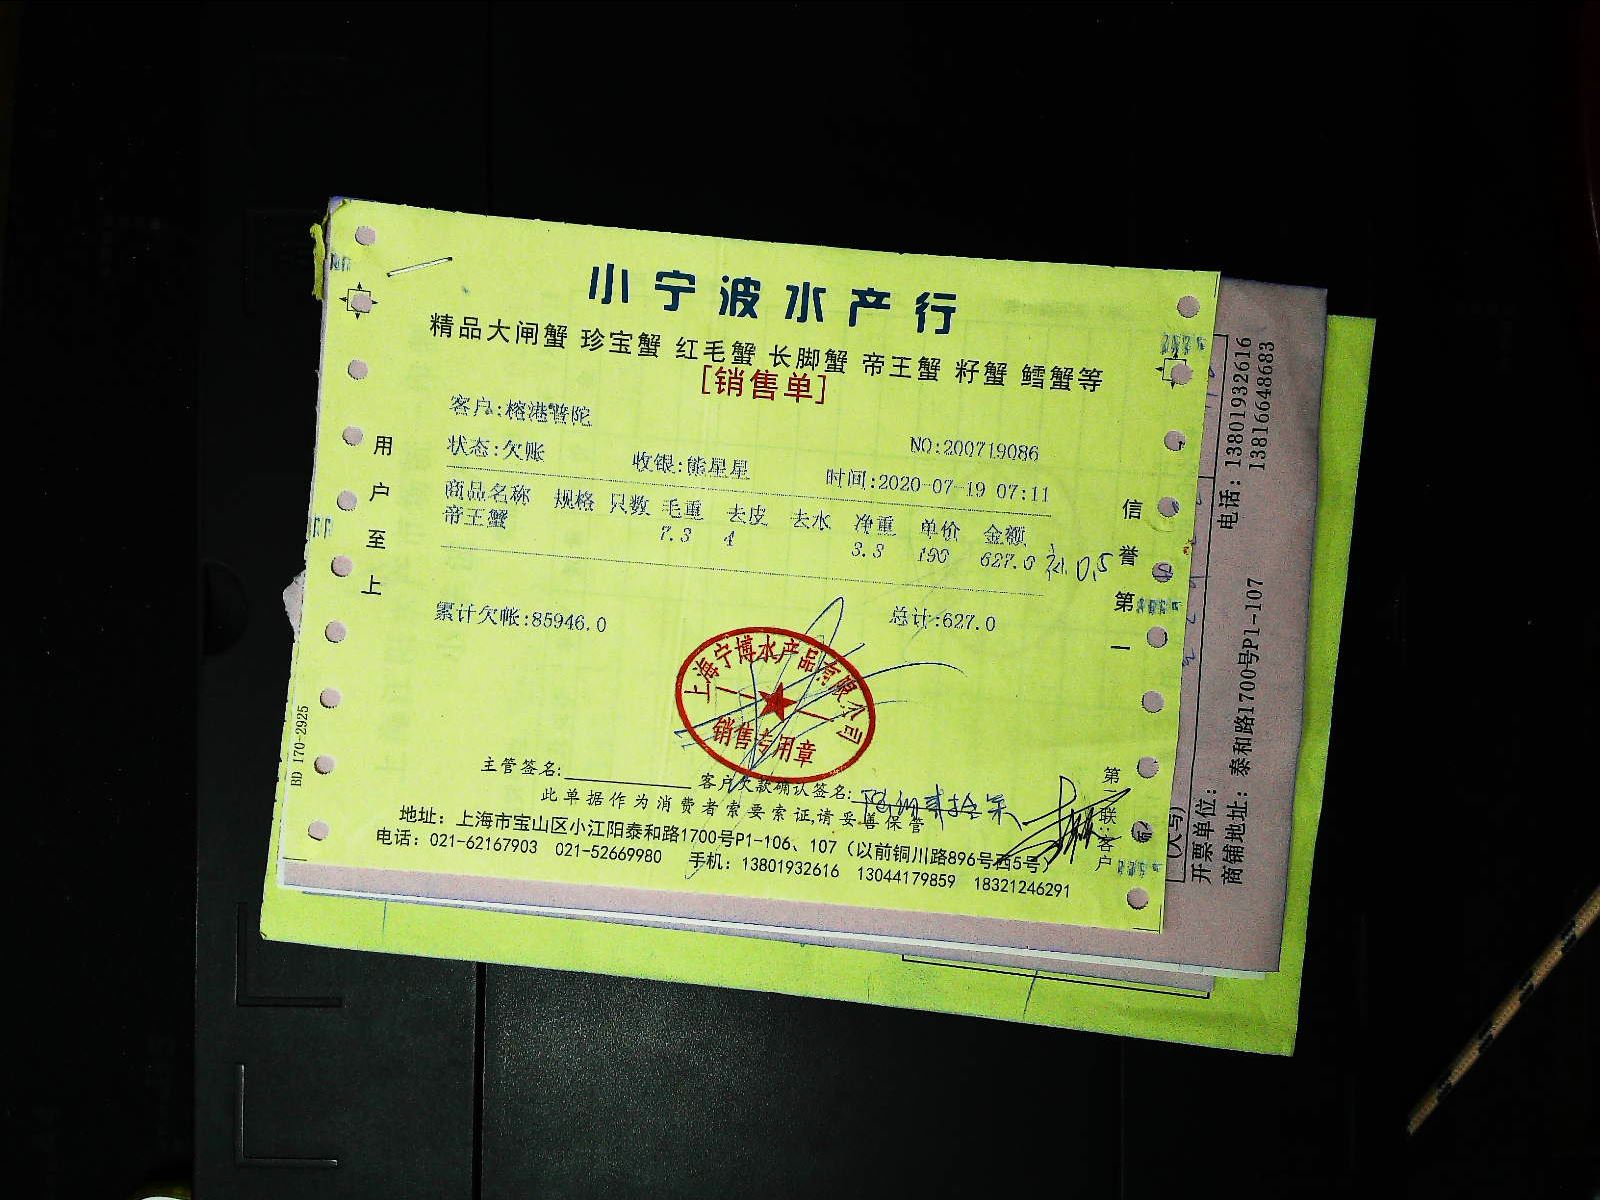 小宁波水产行
精品大闸蟹 珍宝蟹 红毛蟹 长脚蟹 帝王蟹 籽蟹 鳕蟹等
[销售单]
客户:榕港普陀
状态:欠账 收银:熊星星 NO:200719086
时间:2020-07-19 07:11
商品名称 规格 只数 毛重 去皮 去水 净重 单价 金额
帝王蟹 7.3 4 3.3 190 627.0
0.5
累计欠帐:85946.0 总计:627.0
上海宁博水产品有限公司
销售专用章
主管签名: 客户欠款确认签名:
此单据作为消费者索要索证,请妥善保管
地址：上海市宝山区小江阳泰和路1700号P1-106、107（以前铜川路896号西5号）
电话：021-62167903 021-52669980 手机：13801932616 13044179859 18321246291
用户至上
信誉第一
BD 170-2925
第二联:客户
电话：13801932616
13816648683
开票单位：
商铺地址：泰和路1700号P1-107